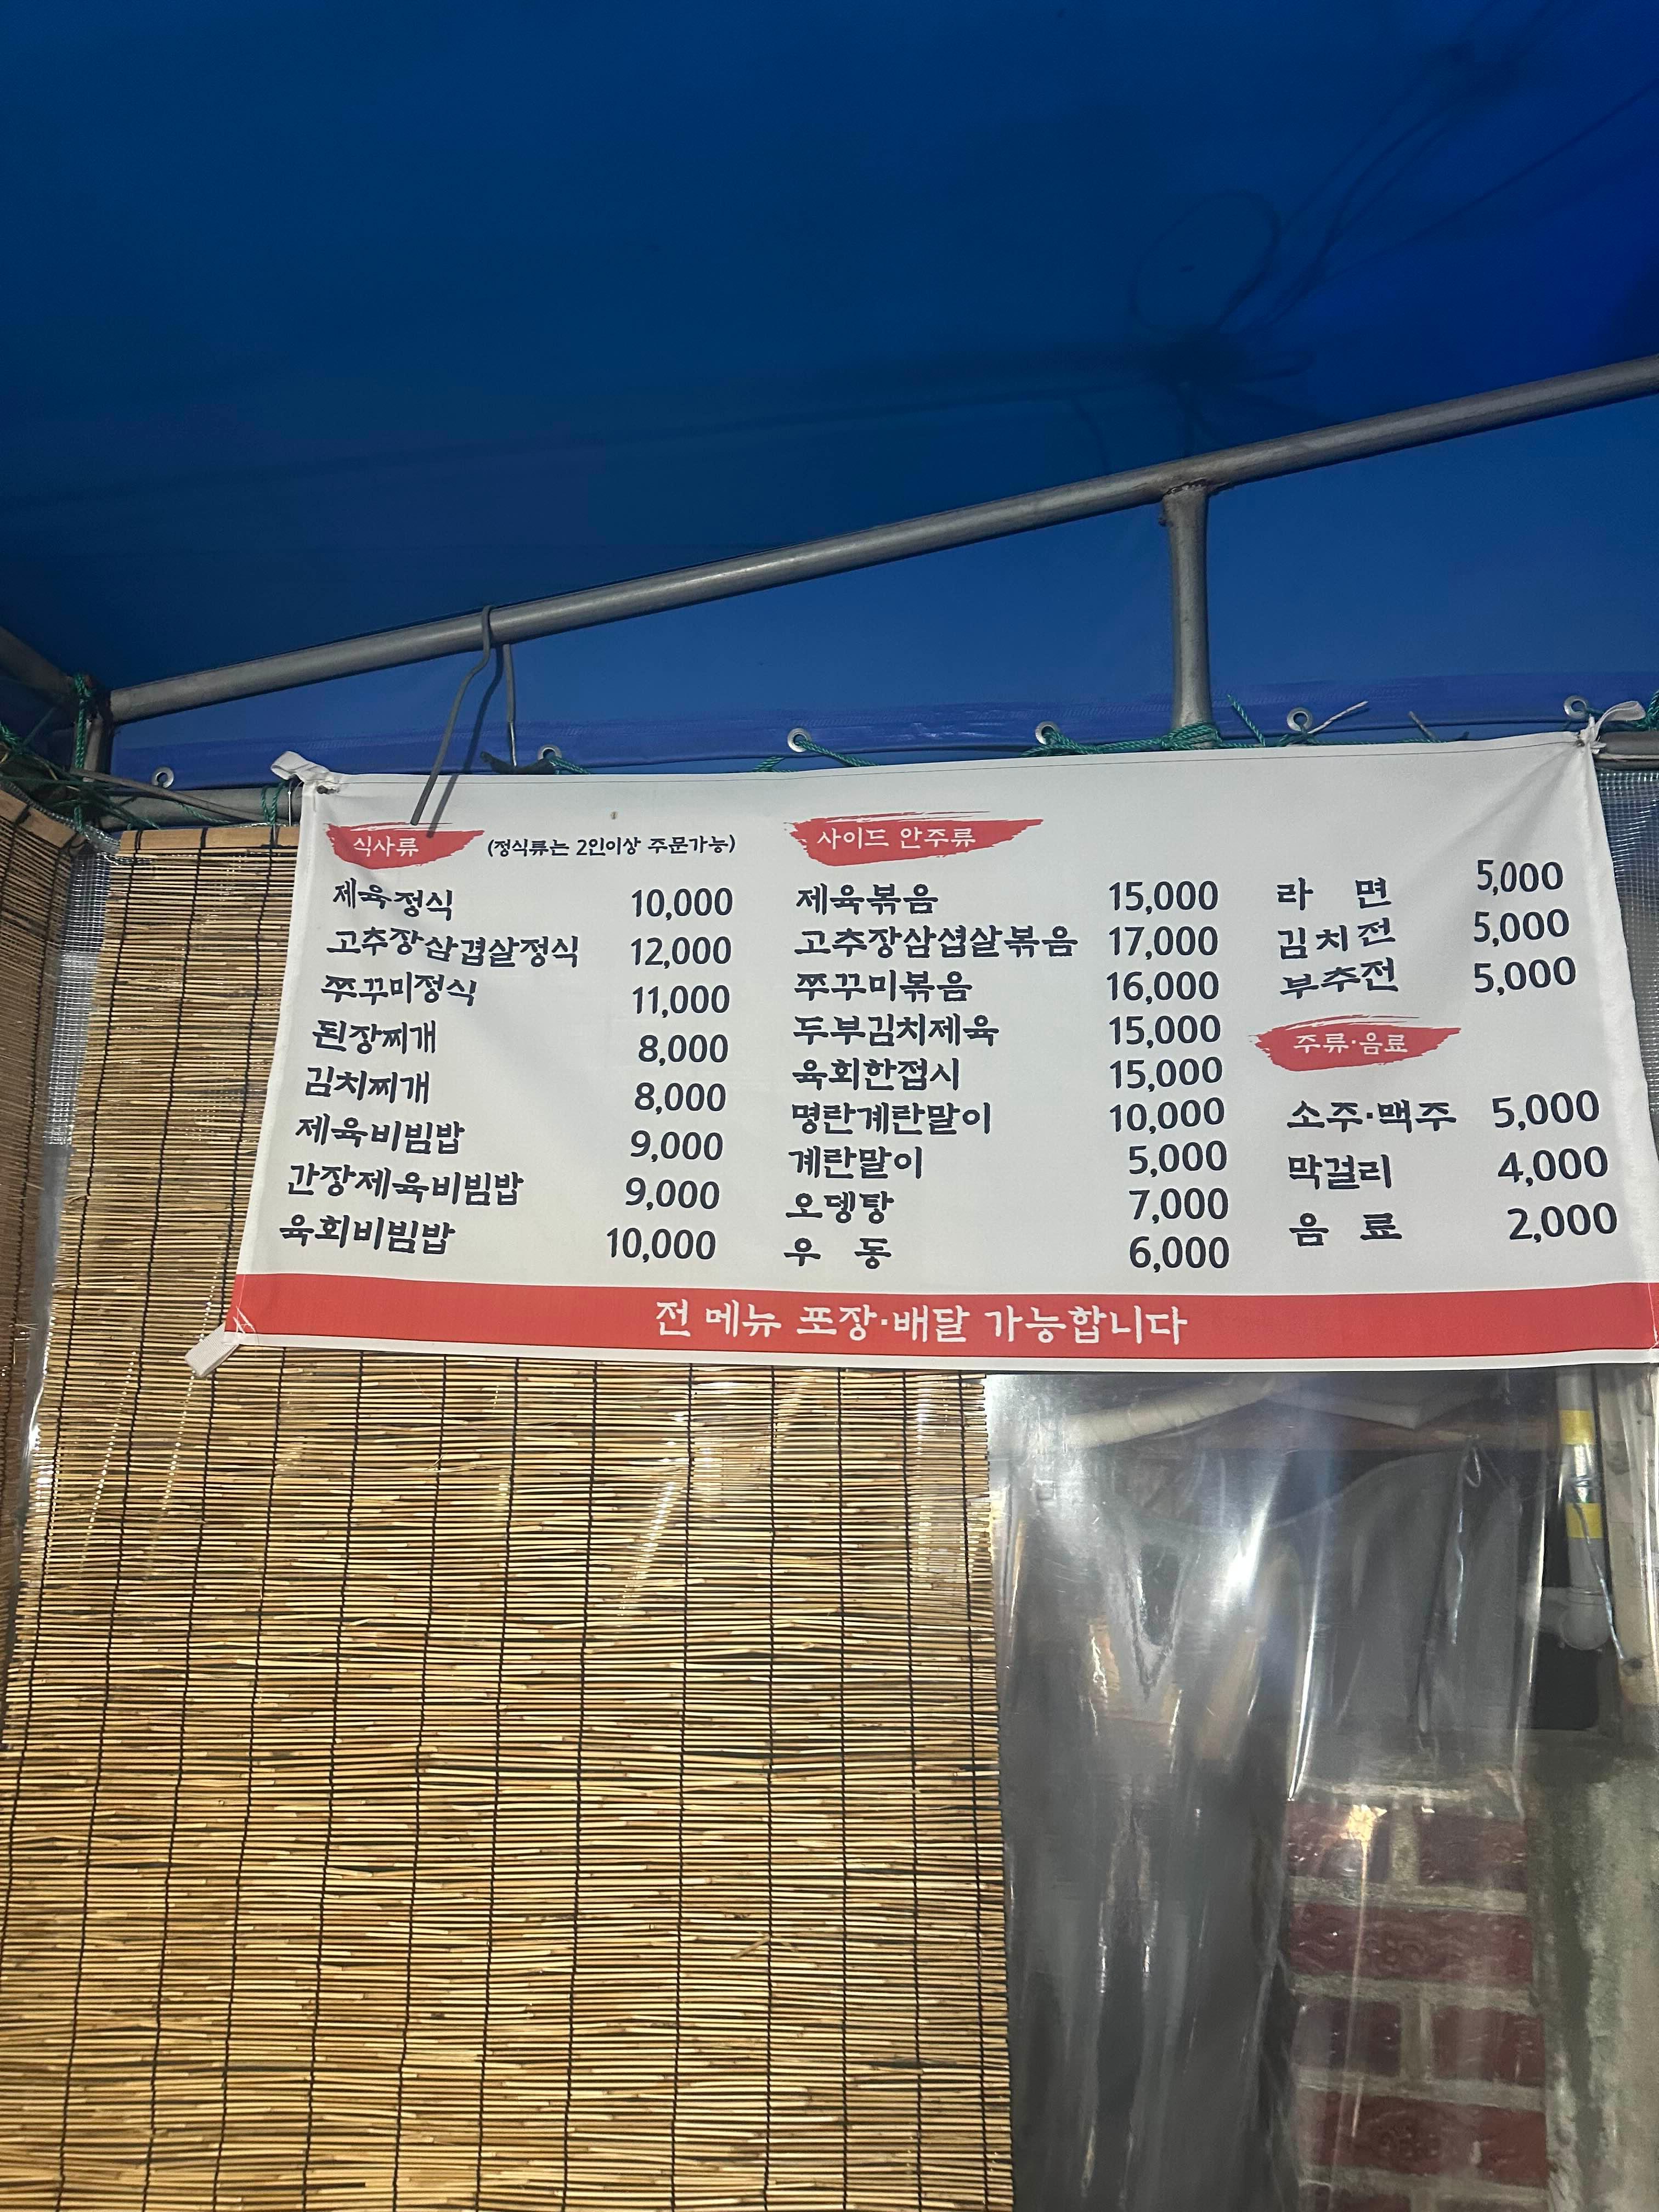 식사류 (정식류는 2인이상 주문가능)
제육정식 10,000
고추장삼겹살정식 12,000
쭈꾸미정식 11,000
된장찌개 8,000
김치찌개 8,000
제육비빔밥 9,000
간장제육비빔밥 9,000
육회비빔밥 10,000
사이드 안주류
제육볶음 15,000
고추장삼섭살볶음 17,000
쭈꾸미볶음 16,000
두부김치제육 15,000
육회한접시 15,000
명란계란말이 10,000
계란말이 5,000
오뎅탕 7,000
우 동 6,000
라 면 5,000
김치전 5,000
부추전 5,000
주류·음료
소주·맥주 5,000
막걸리 4,000
음 료 2,000
전 메뉴 포장·배달 가능합니다